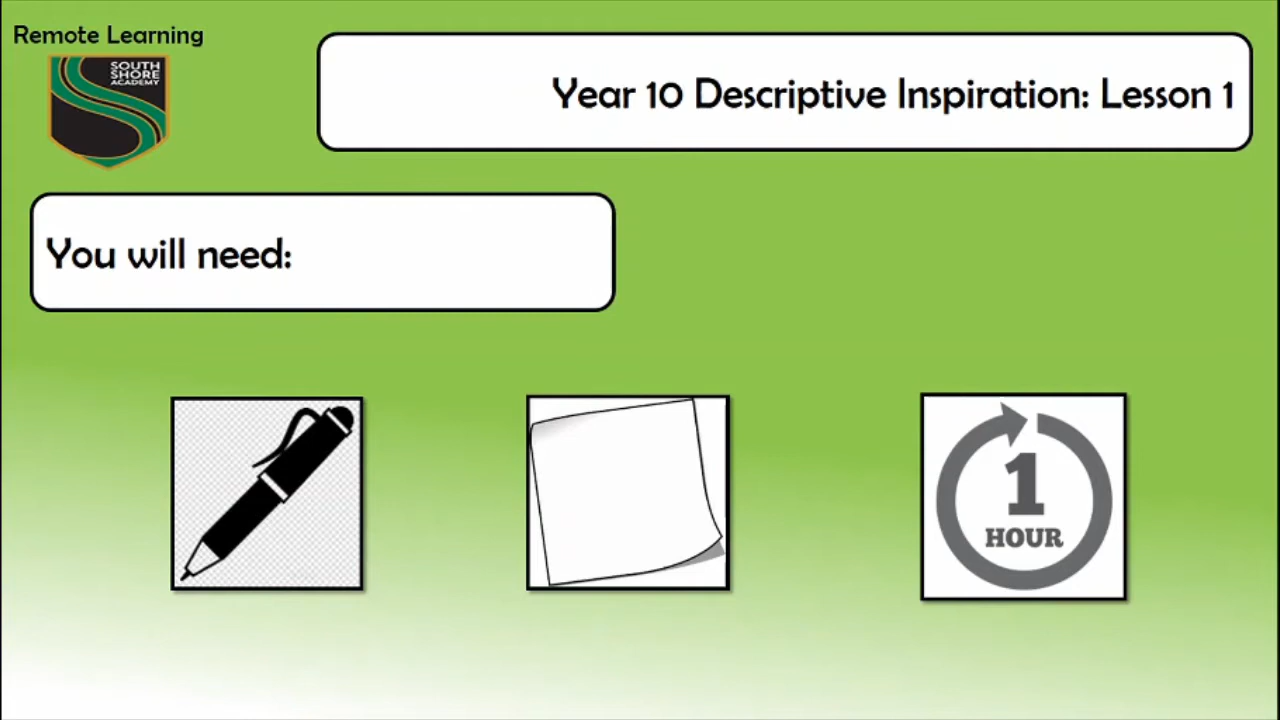 Remote Learning
SOUTH
SHORE
ACADEMY
Year 10 Descriptive Inspiration: Lesson 1
You will need:
1
HOUR